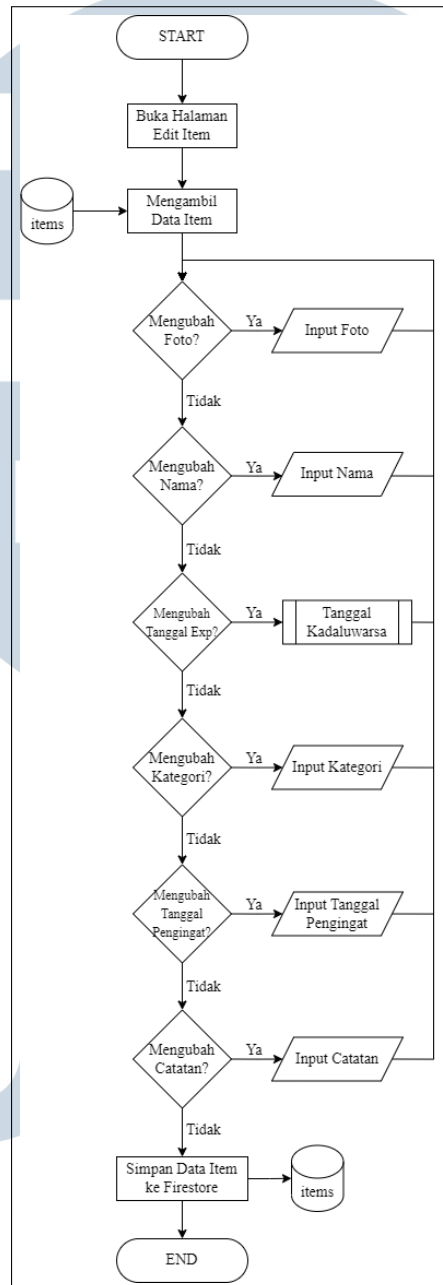 START
Buka Halaman
Edit Item
items
Mengambil
Data Item
Mengubah
Foto?
Ya
Input Foto
Tidak
Mengubah
Nama?
Ya
Input Nama
Tidak
Mengubah
Tanggal Exp?
Ya
Tanggal
Kadaluwarsa
Tidak
Mengubah
Kategori?
Ya
Input Kategori
Tidak
Mengubah
Tanggal
Pengingat?
Ya
Input Tanggal
Pengingat
Tidak
Mengubah
Catatan?
Ya
Input Catatan
Tidak
Simpan Data Item
ke Firestore
items
END